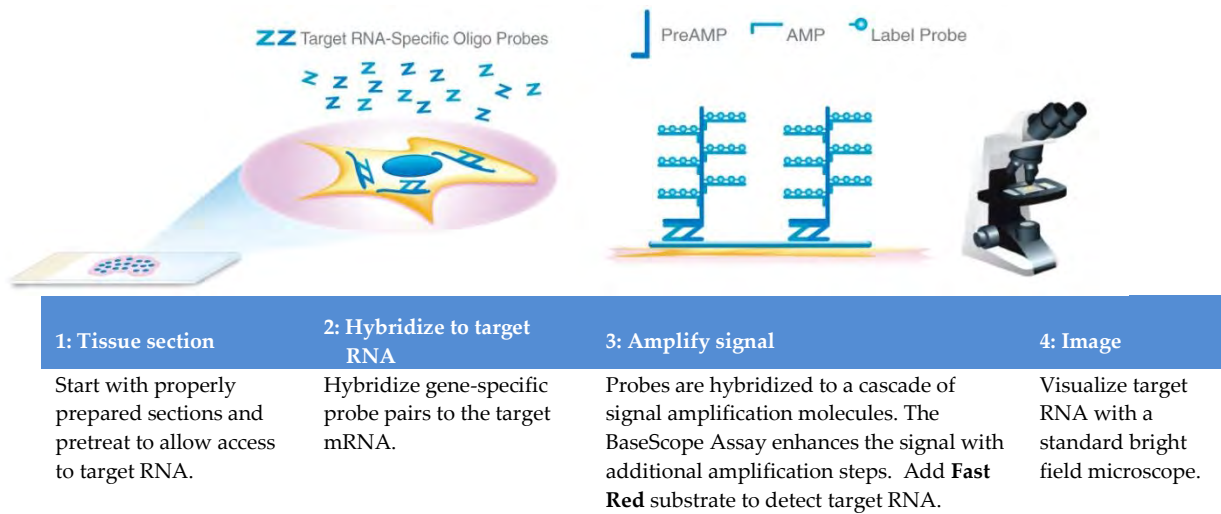 ZZ Target RNA-Specific Oligo Probes
PreAMP
AMP
Label Probe
1: Tissue section
2: Hybridize to target
RNA
3: Amplify signal
4: Image
Start with properly
prepared sections and
pretreat to allow access
to target RNA.
Hybridize gene-specific
probe pairs to the target
mRNA.
Probes are hybridized to a cascade of
signal amplification molecules. The
BaseScope Assay enhances the signal with
additional amplification steps. Add Fast
Red substrate to detect target RNA.
Visualize target
RNA with a
standard bright
field microscope.